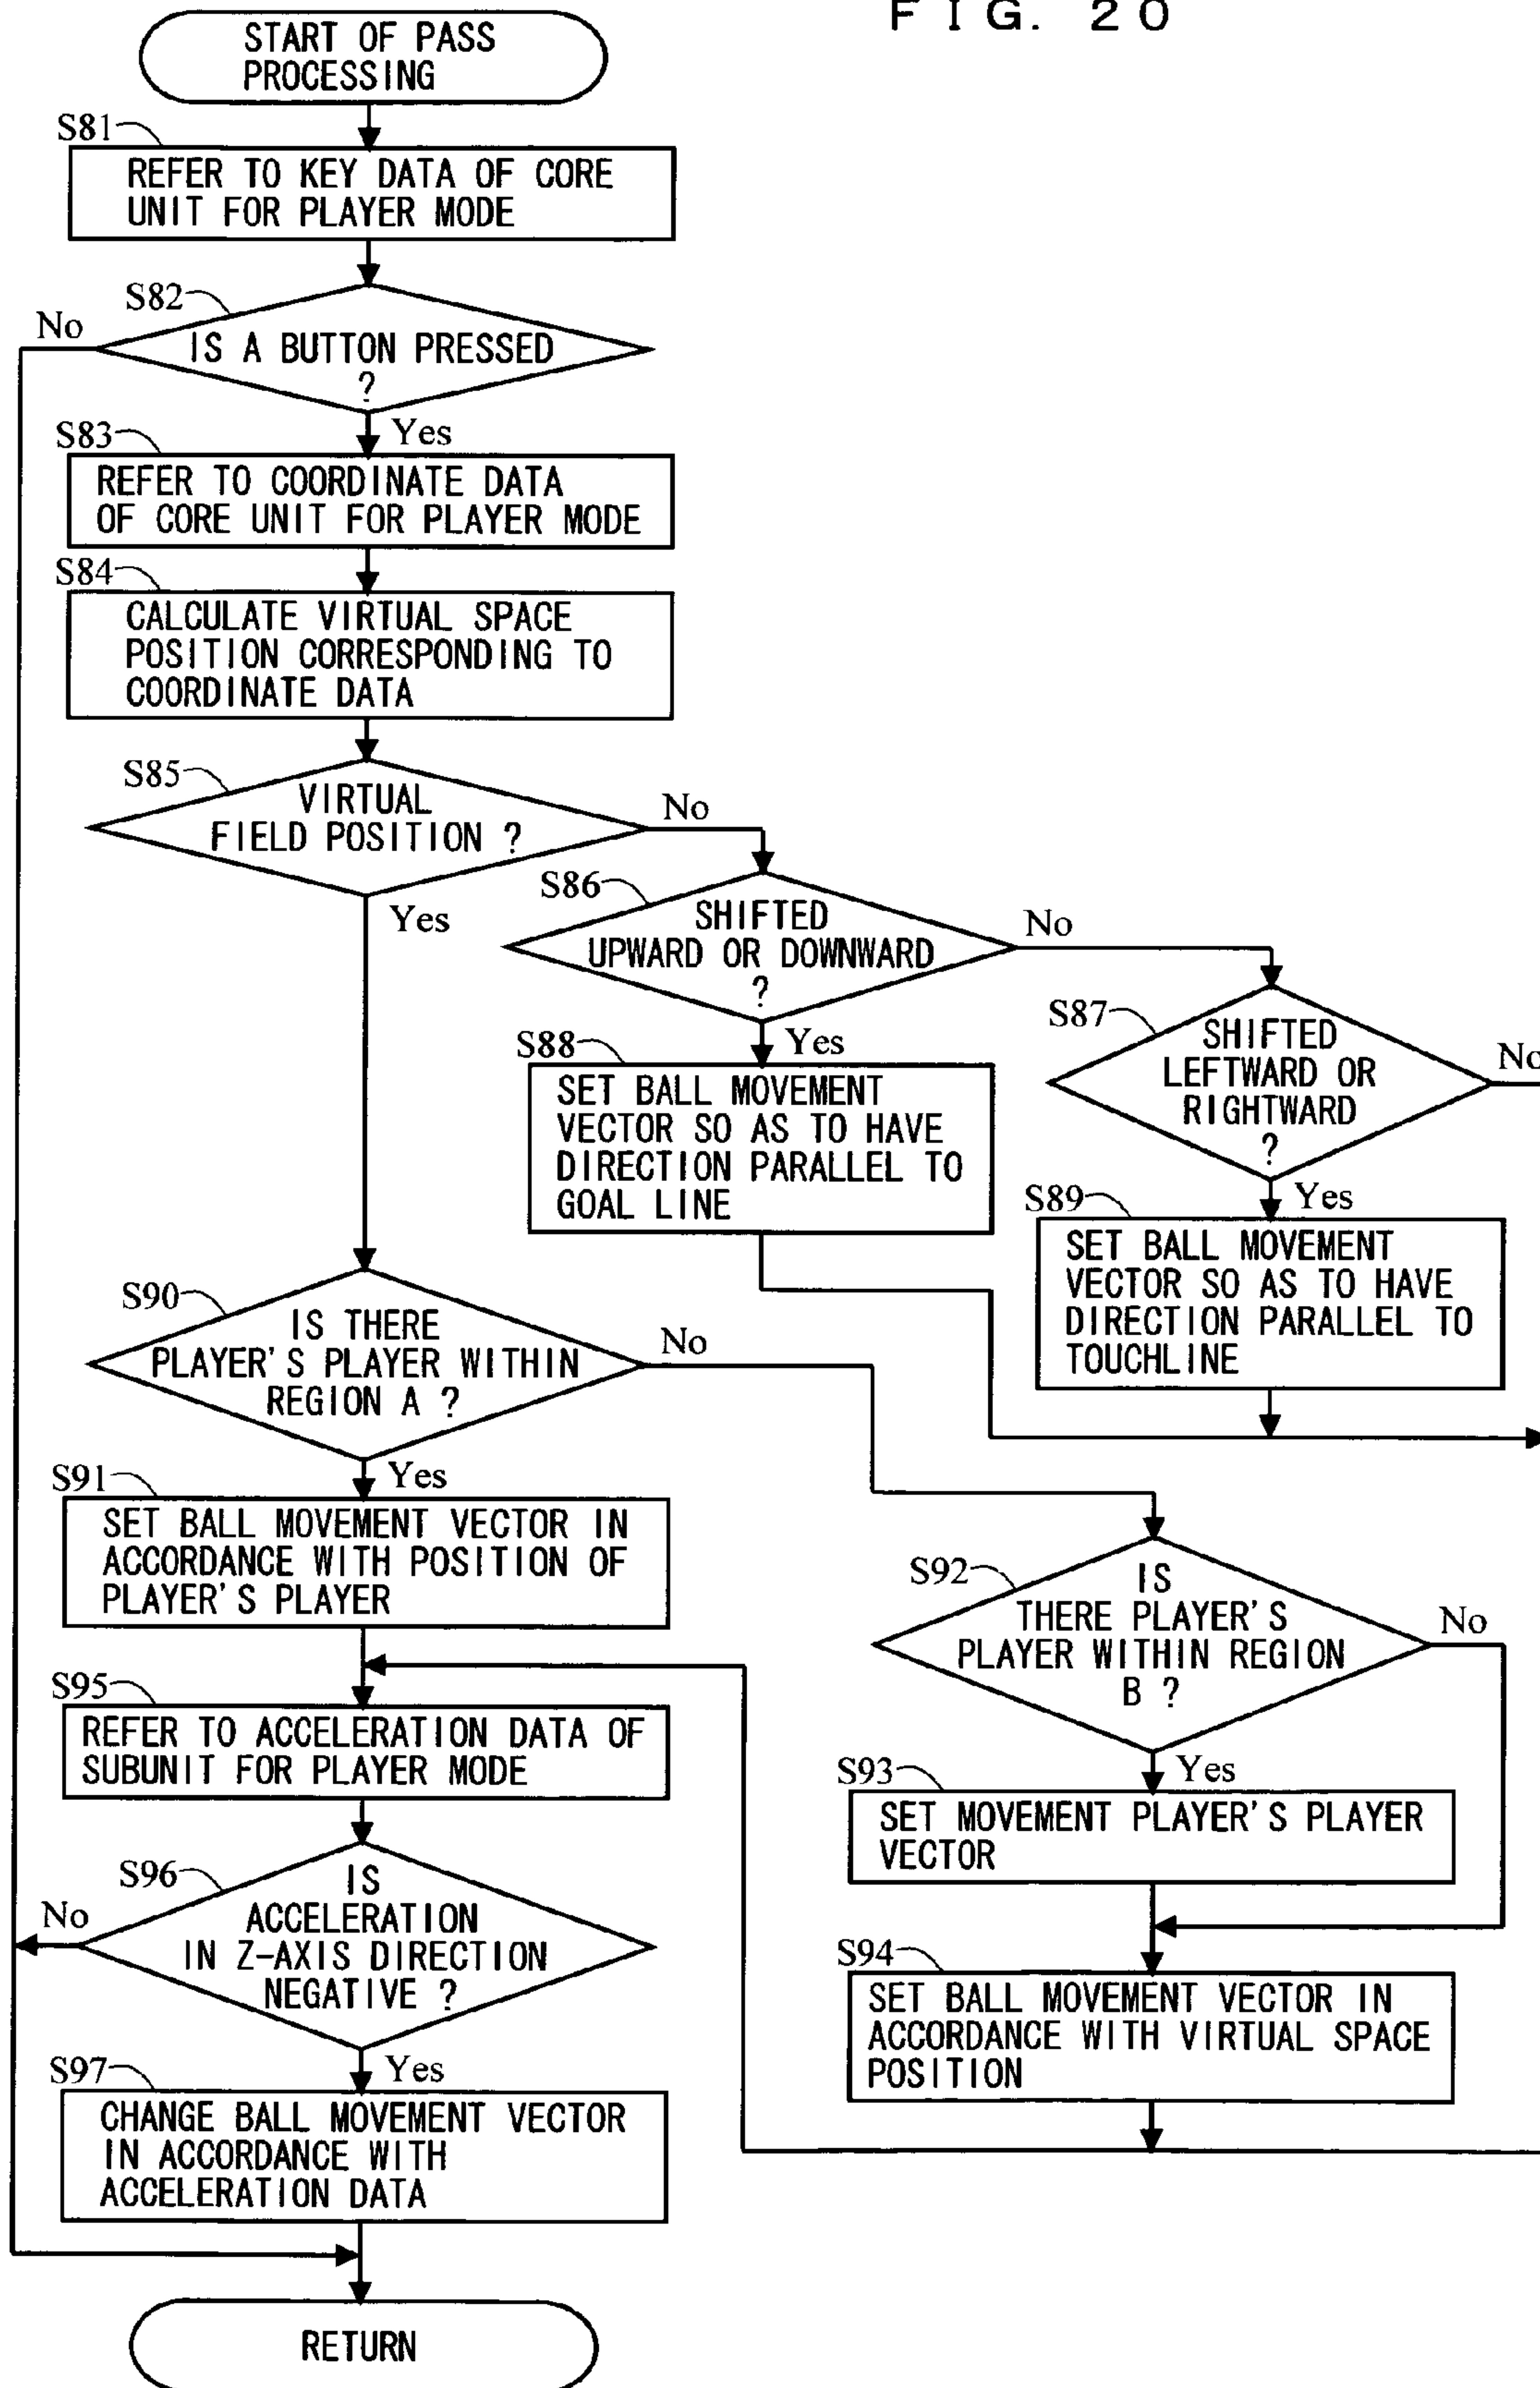 FIG. 20
START OF PASS
PROCESSING
S81
REFER TO KEY DATA OF CORE
UNIT FOR PLAYER MODE
S82
No
IS A BUTTON PRESSED
?
Yes
S83
REFER TO COORDINATE DATA
OF CORE UNIT FOR PLAYER MODE
S84
CALCULATE VIRTUAL SPACE
POSITION CORRESPONDING TO
COORDINATE DATA
S85
VIRTUAL
FIELD POSITION ?
No
Yes
S86
SHIFTED
UPWARD OR DOWNWARD
?
No
Yes
S87
SHIFTED
LEFTWARD OR
RIGHTWARD
?
No
Yes
S88
SET BALL MOVEMENT
VECTOR SO AS TO HAVE
DIRECTION PARALLEL TO
GOAL LINE
S89
SET BALL MOVEMENT
VECTOR SO AS TO HAVE
DIRECTION PARALLEL TO
TOUCHLINE
S90
IS THERE
PLAYER'S PLAYER WITHIN
REGION A ?
No
Yes
S91
SET BALL MOVEMENT VECTOR IN
ACCORDANCE WITH POSITION OF
PLAYER'S PLAYER
S92
IS
THERE PLAYER'S
PLAYER WITHIN REGION
B ?
No
Yes
S93
SET MOVEMENT PLAYER'S PLAYER
VECTOR
S94
SET BALL MOVEMENT VECTOR IN
ACCORDANCE WITH VIRTUAL SPACE
POSITION
S95
REFER TO ACCELERATION DATA OF
SUBUNIT FOR PLAYER MODE
S96
IS
ACCELERATION
IN Z-AXIS DIRECTION
NEGATIVE ?
No
Yes
S97
CHANGE BALL MOVEMENT VECTOR
IN ACCORDANCE WITH
ACCELERATION DATA
RETURN